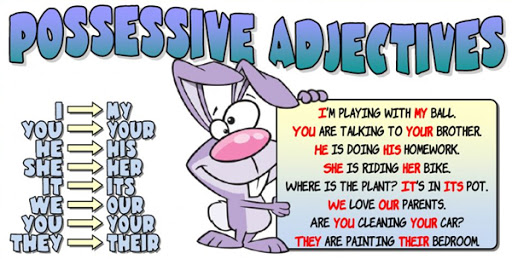 POSSESSIVE ADJECTIVES
I → MY
YOU → YOUR
HE → HIS
SHE → HER
IT → ITS
WE → OUR
YOU → YOUR
THEY → THEIR
I'M PLAYING WITH MY BALL.
YOU ARE TALKING TO YOUR BROTHER.
HE IS DOING HIS HOMEWORK.
SHE IS RIDING HER BIKE.
WHERE IS THE PLANT? IT'S IN ITS POT.
WE LOVE OUR PARENTS.
ARE YOU CLEANING YOUR CAR?
THEY ARE PAINTING THEIR BEDROOM.